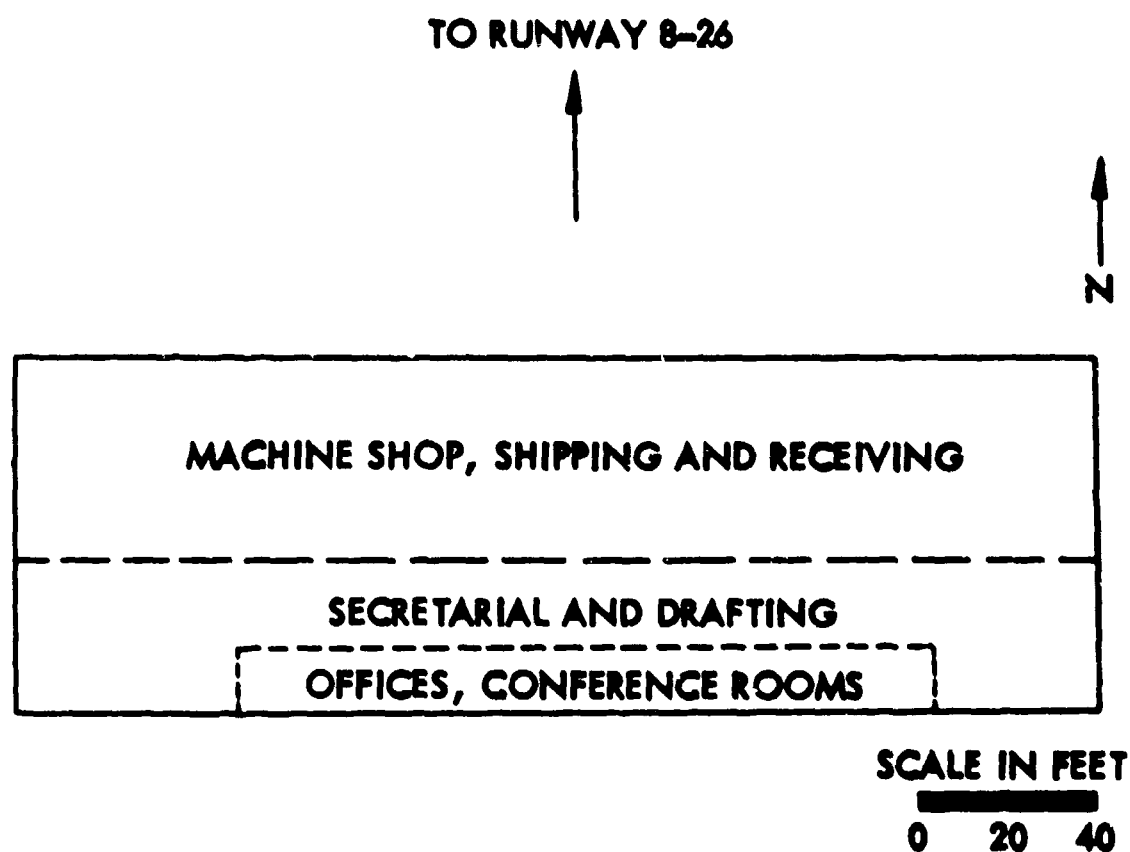 TO RUNWAY 8-26
N
MACHINE SHOP, SHIPPING AND RECEIVING
SECRETARIAL AND DRAFTING
OFFICES, CONFERENCE ROOMS
SCALE IN FEET
0 20 40